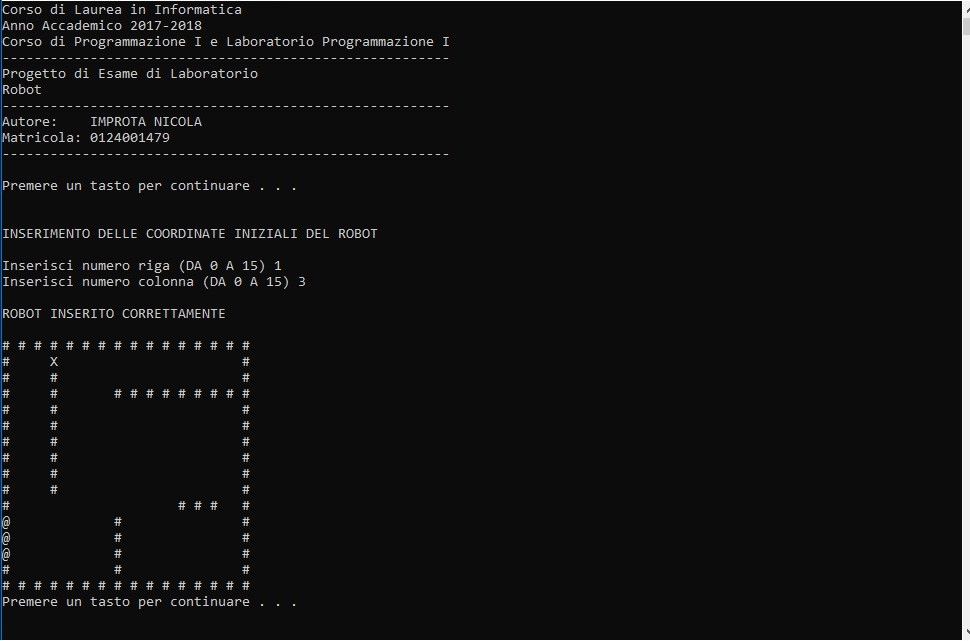 Corso di Laurea in Informatica
Anno Accademico 2017-2018
Corso di Programmazione I e Laboratorio Programmazione I
--------------------------------------------------------
Progetto di Esame di Laboratorio
Robot
--------------------------------------------------------
Autore:    IMPROTA NICOLA
Matricola: 0124001479
--------------------------------------------------------
Premere un tasto per continuare . . .
INSERIMENTO DELLE COORDINATE INIZIALI DEL ROBOT
Inserisci numero riga (DA 0 A 15) 1
Inserisci numero colonna (DA 0 A 15) 3
ROBOT INSERITO CORRETTAMENTE
# # # # # # # # # # # # # # # #
#     X                       #
#     #                       #
#     #       # # # # # # # # #
#     #                       #
#     #                       #
#     #                       #
#     #                       #
#     #                       #
#     #                       #
#                     # # #   #
@             #               #
@             #               #
@             #               #
#             #               #
# # # # # # # # # # # # # # # #
Premere un tasto per continuare . . .